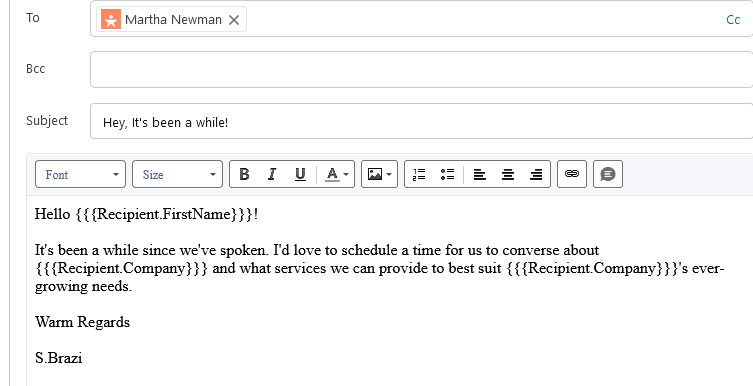 To Martha Newman Cc
Bcc
Subject Hey, It's been a while!
Font Size B I U A
Hello {{{Recipient.FirstName}}}!
It's been a while since we've spoken. I'd love to schedule a time for us to converse about
{{{Recipient.Company}}} and what services we can provide to best suit {{{Recipient.Company}}}'s ever-
growing needs.
Warm Regards
S.Brazi